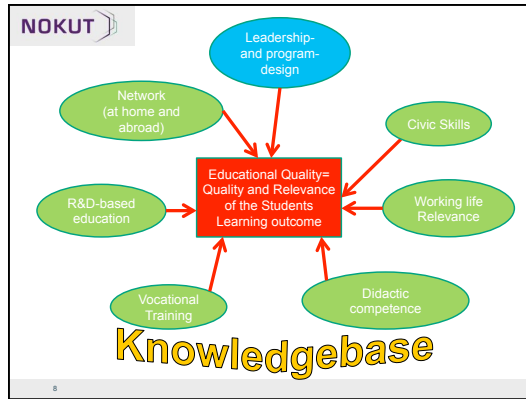 NOKUT
Leadership-
and program-
design
Network
(at home and
abroad)
Civic Skills
Educational Quality=
Quality and Relevance
of the Students
Learning outcome
R&D-based
education
Working life
Relevance
Vocational
Training
Didactic
competence
Knowledgebase
8